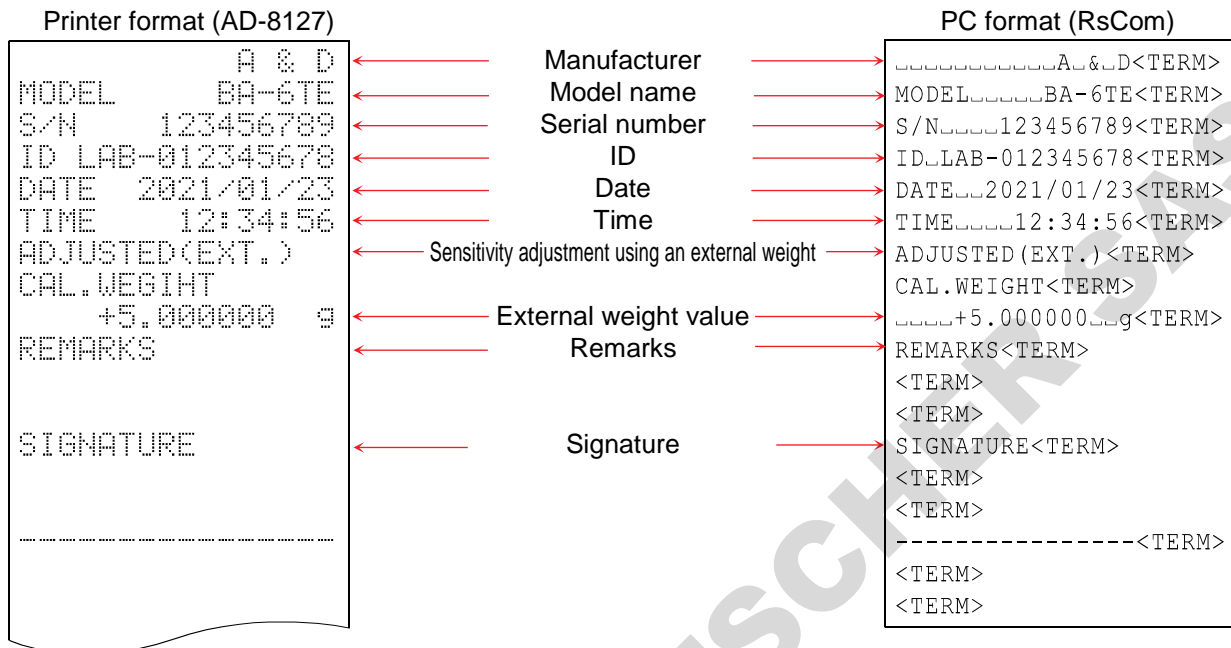 Printer format (AD-8127)
A & D
MODEL BA-6TE
S/N 123456789
ID LAB-012345678
DATE 2021/01/23
TIME 12:34:56
ADJUSTED(EXT.)
CAL.WEGIHT
+5.000000 g
REMARKS
SIGNATURE
----------------
Manufacturer
Model name
Serial number
ID
Date
Time
Sensitivity adjustment using an external weight
External weight value
Remarks
Signature
PC format (RsCom)
␣␣␣␣␣␣␣␣␣␣␣A␣&␣D<TERM>
MODEL␣␣␣␣␣BA-6TE<TERM>
S/N␣␣␣␣123456789<TERM>
ID␣LAB-012345678<TERM>
DATE␣␣2021/01/23<TERM>
TIME␣␣␣␣12:34:56<TERM>
ADJUSTED(EXT.)<TERM>
CAL.WEIGHT<TERM>
␣␣␣␣+5.000000␣␣g<TERM>
REMARKS<TERM>
<TERM>
<TERM>
SIGNATURE<TERM>
<TERM>
<TERM>
----------------<TERM>
<TERM>
<TERM>